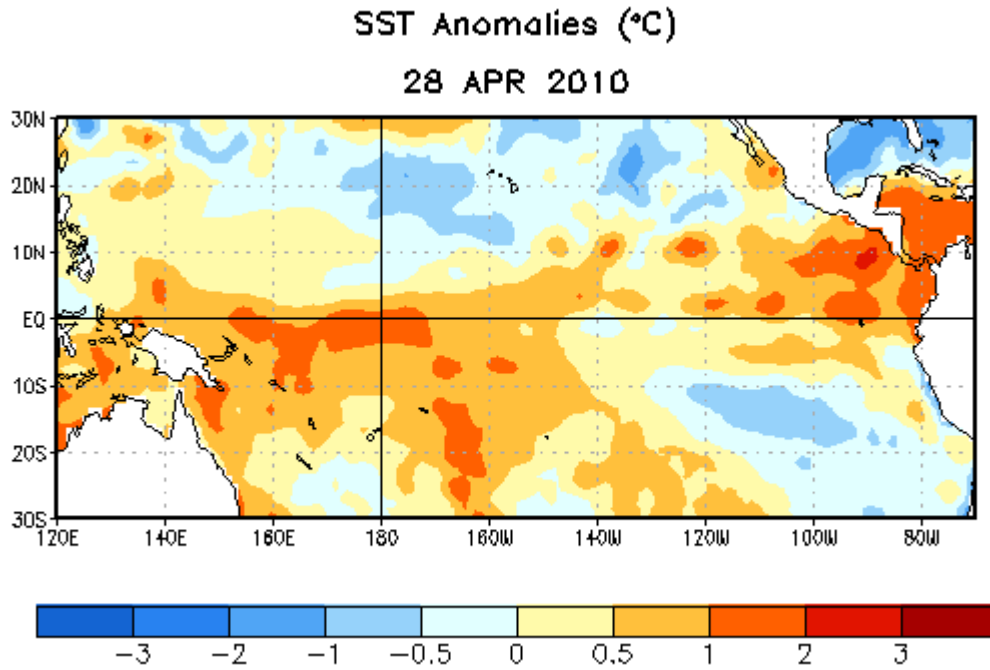 SST Anomalies (°C)
28 APR 2010
30N
20N
10N
EQ
10S
20S
30S
120E 140E 160E 180 160W 140W 120W 100W 80W
-3 -2 -1 -0.5 0 0.5 1 2 3